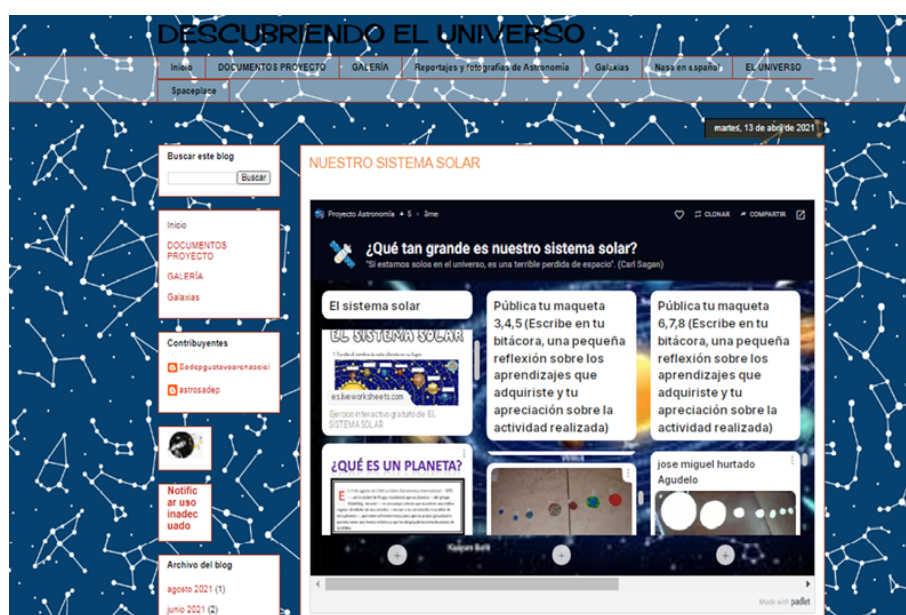 DESCUBRIENDO EL UNIVERSO
Inicio DOCUMENTOS PROYECTO GALERÍA Reportajes y fotografías de Astronomía Galaxias Nasa en español EL UNIVERSO
Spaceplace
martes, 13 de abril de 2021
Buscar este blog
Buscar
Inicio
DOCUMENTOS
PROYECTO
GALERÍA
Galaxias
Contribuyentes
Sadepgustavoarenassisi
astrosadep
Notific
ar uso
inadec
uado
Archivo del blog
agosto 2021 (1)
junio 2021 (2)
NUESTRO SISTEMA SOLAR
Proyecto Astronomía + 5 • 3me
CLONAR COMPARTIR
¿Qué tan grande es nuestro sistema solar?
"Si estamos solos en el universo, es una terrible perdida de espacio". (Carl Sagan)
El sistema solar
EL SISTEMA SOLAR
es.liveworksheets.com
Ejercicio interactivo gratuito de EL
SISTEMA SOLAR
¿QUÉ ES UN PLANETA?
Pública tu maqueta
3,4,5 (Escribe en tu
bitácora, una pequeña
reflexión sobre los
aprendizajes que
adquiriste y tu
apreciación sobre la
actividad realizada)
Pública tu maqueta
6,7,8 (Escribe en tu
bitácora, una pequeña
reflexión sobre los
aprendizajes que
adquiriste y tu
apreciación sobre la
actividad realizada)
jose miguel hurtado
Agudelo
Made with padlet